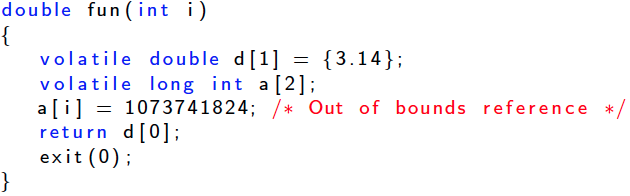 double fun(int i)
{
volatile double d[1] = {3.14};
volatile long int a[2];
a[i] = 1073741824; /* Out of bounds reference */
return d[0];
exit(0);
}